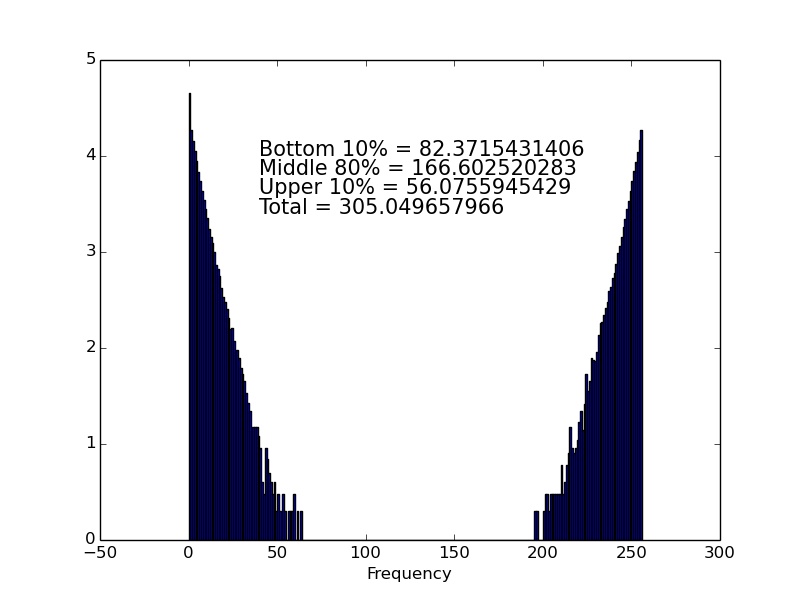 5
4
3
2
1
0
Bottom 10% = 82.3715431406
Middle 80% = 166.602520283
Upper 10% = 56.0755945429
Total = 305.049657966
−50 0 50 100 150 200 250 300
Frequency